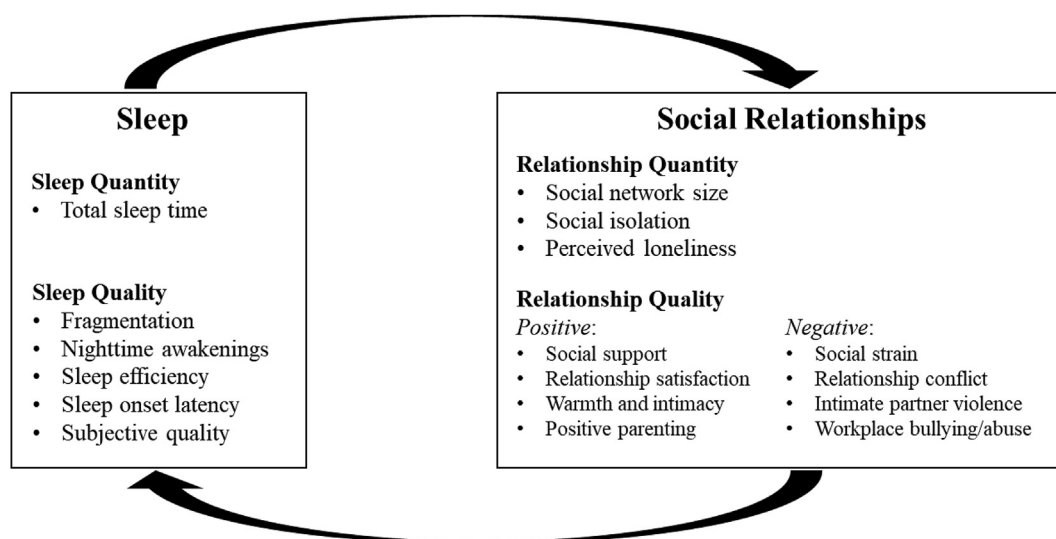 Sleep
Sleep Quantity
• Total sleep time
Sleep Quality
• Fragmentation
• Nighttime awakenings
• Sleep efficiency
• Sleep onset latency
• Subjective quality
Social Relationships
Relationship Quantity
• Social network size
• Social isolation
• Perceived loneliness
Relationship Quality
Positive:
• Social support
• Relationship satisfaction
• Warmth and intimacy
• Positive parenting
Negative:
• Social strain
• Relationship conflict
• Intimate partner violence
• Workplace bullying/abuse